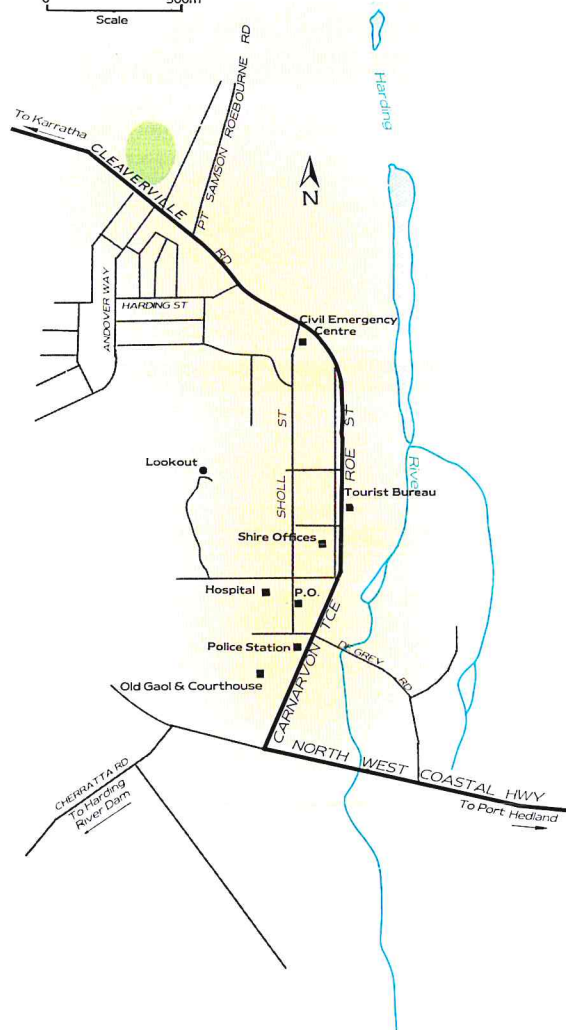 0 500m
Scale
Harding
PT SAMSON ROEBOURNE RD
To Karratha
CLEAVERVILLE
RD
N
HARDING ST
ANDOVER WAY
Civil Emergency
Centre
SHOLL ST
ROE ST
Lookout
River
Tourist Bureau
Shire Offices
Hospital
P.O.
CARNARVON TCE
Police Station
DE GREY RD
Old Gaol & Courthouse
NORTH WEST COASTAL HWY
To Port Hedland
CHERRATTA RD
To Harding
River Dam